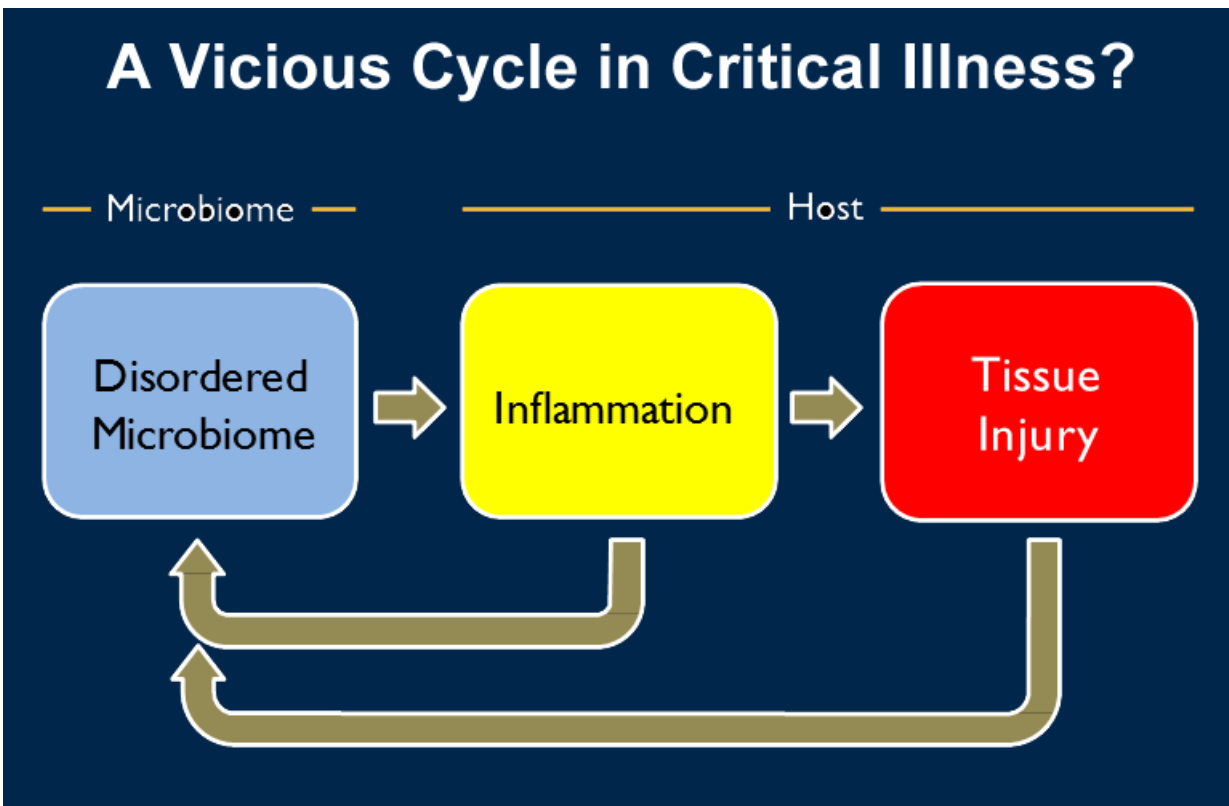 A Vicious Cycle in Critical Illness?
Microbiome
Host
Disordered
Microbiome
Inflammation
Tissue
Injury